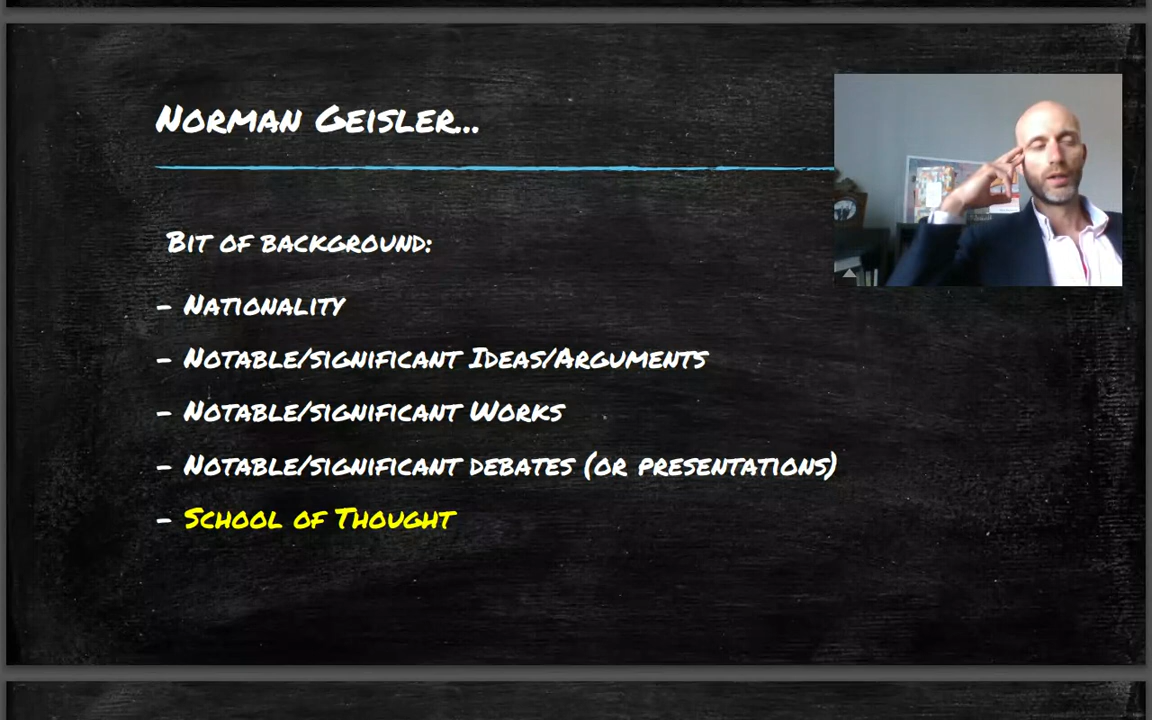 Norman Geisler...
Bit of background:
- Nationality
- Notable/significant Ideas/Arguments
- Notable/significant Works
- Notable/significant debates (or presentations)
- School of Thought